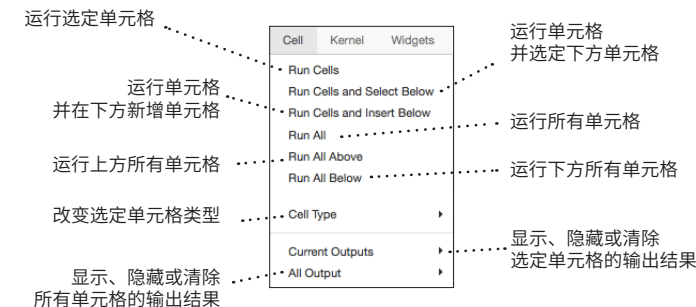 运行选定单元格
Cell Kernel Widgets
运行单元格
并选定下方单元格
Run Cells
Run Cells and Select Below
运行单元格
并在下方新增单元格
Run Cells and Insert Below
Run All
运行所有单元格
运行上方所有单元格
Run All Above
Run All Below
运行下方所有单元格
改变选定单元格类型
Cell Type
显示、隐藏或清除
选定单元格的输出结果
Current Outputs
All Output
显示、隐藏或清除
所有单元格的输出结果